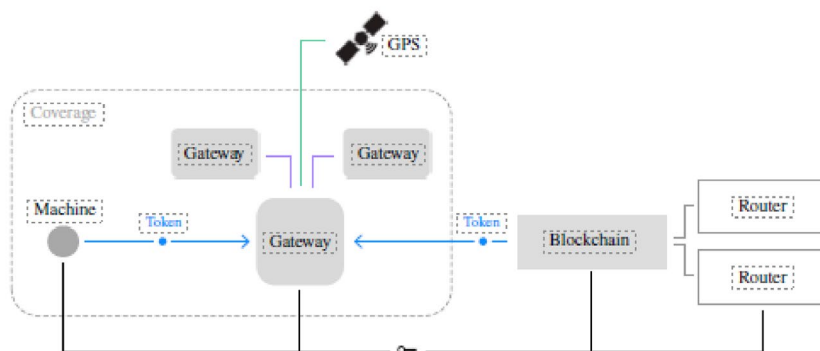 GPS
Coverage
Gateway
Gateway
Machine
Token
Gateway
Token
Blockchain
Router
Router